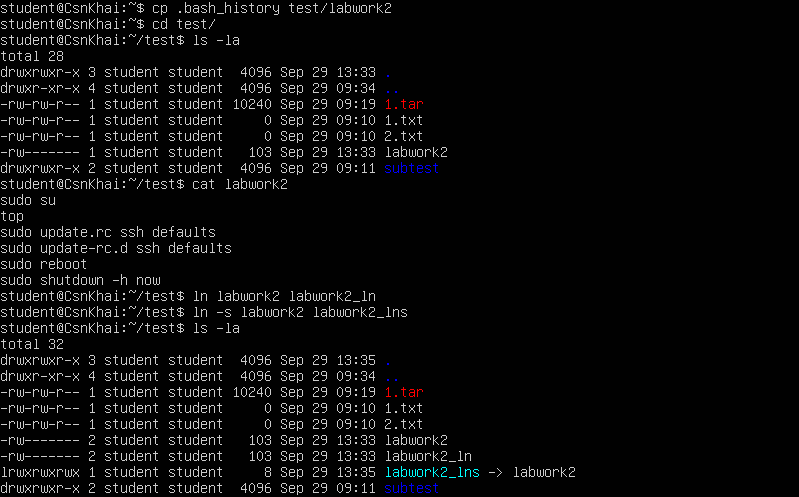 student@CsnKhai:~$ cp .bash_history test/labwork2
student@CsnKhai:~$ cd test/
student@CsnKhai:~/test$ ls -la
total 28
drwxrwxr-x 3 student student  4096 Sep 29 13:33 .
drwxr-xr-x 4 student student  4096 Sep 29 09:34 ..
-rw-rw-r-- 1 student student 10240 Sep 29 09:19 1.tar
-rw-rw-r-- 1 student student     0 Sep 29 09:10 1.txt
-rw-rw-r-- 1 student student     0 Sep 29 09:10 2.txt
-rw------- 1 student student   103 Sep 29 13:33 labwork2
drwxrwxr-x 2 student student  4096 Sep 29 09:11 subtest
student@CsnKhai:~/test$ cat labwork2
sudo su
top
sudo update.rc ssh defaults
sudo update-rc.d ssh defaults
sudo reboot
sudo shutdown -h now
student@CsnKhai:~/test$ ln labwork2 labwork2_ln
student@CsnKhai:~/test$ ln -s labwork2 labwork2_lns
student@CsnKhai:~/test$ ls -la
total 32
drwxrwxr-x 3 student student  4096 Sep 29 13:35 .
drwxr-xr-x 4 student student  4096 Sep 29 09:34 ..
-rw-rw-r-- 1 student student 10240 Sep 29 09:19 1.tar
-rw-rw-r-- 1 student student     0 Sep 29 09:10 1.txt
-rw-rw-r-- 1 student student     0 Sep 29 09:10 2.txt
-rw------- 2 student student   103 Sep 29 13:33 labwork2
-rw------- 2 student student   103 Sep 29 13:33 labwork2_ln
lrwxrwxrwx 1 student student     8 Sep 29 13:35 labwork2_lns -> labwork2
drwxrwxr-x 2 student student  4096 Sep 29 09:11 subtest